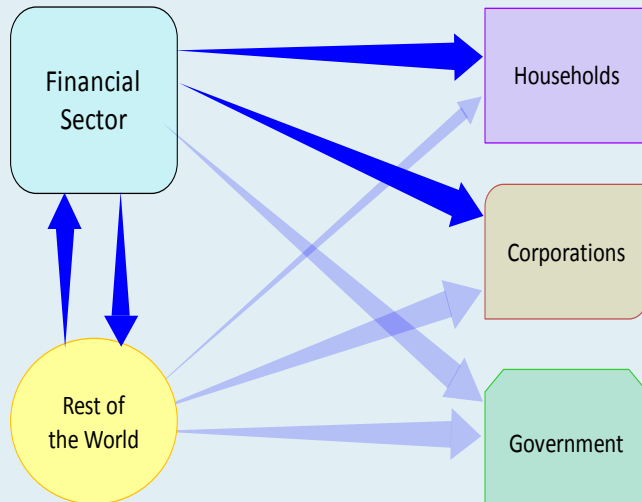 Financial
Sector
Households
Corporations
Rest of
the World
Government